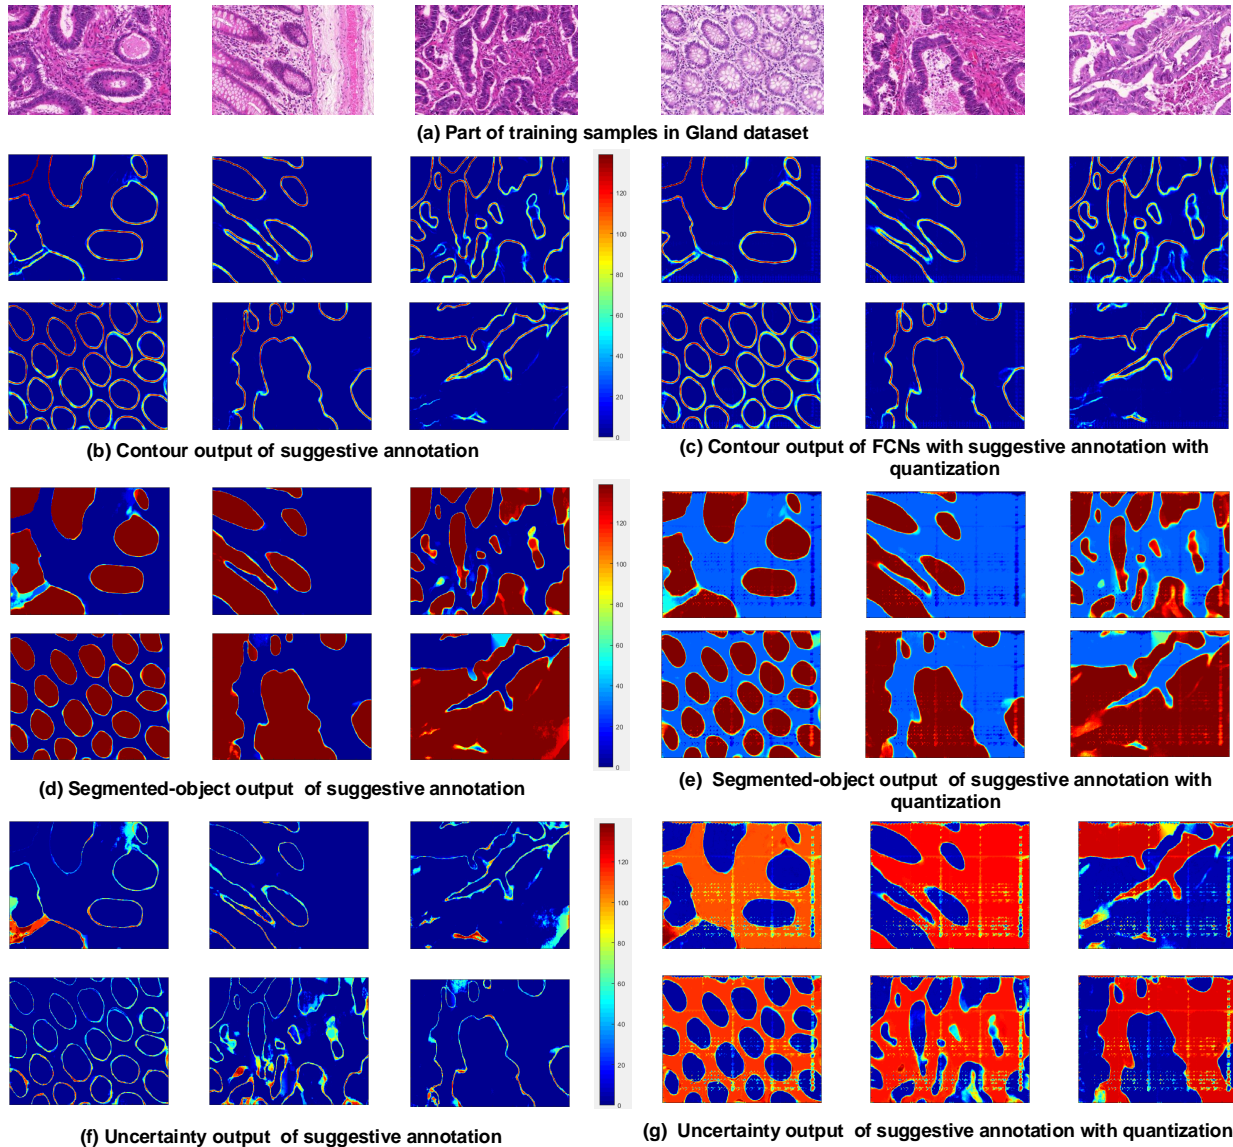 (a) Part of training samples in Gland dataset
120
100
80
60
40
20
0
(b) Contour output of suggestive annotation
(c) Contour output of FCNs with suggestive annotation with
quantization
120
100
80
60
40
20
0
(d) Segmented-object output of suggestive annotation
(e) Segmented-object output of suggestive annotation with
quantization
120
100
80
60
40
20
0
(f) Uncertainty output of suggestive annotation
(g) Uncertainty output of suggestive annotation with quantization